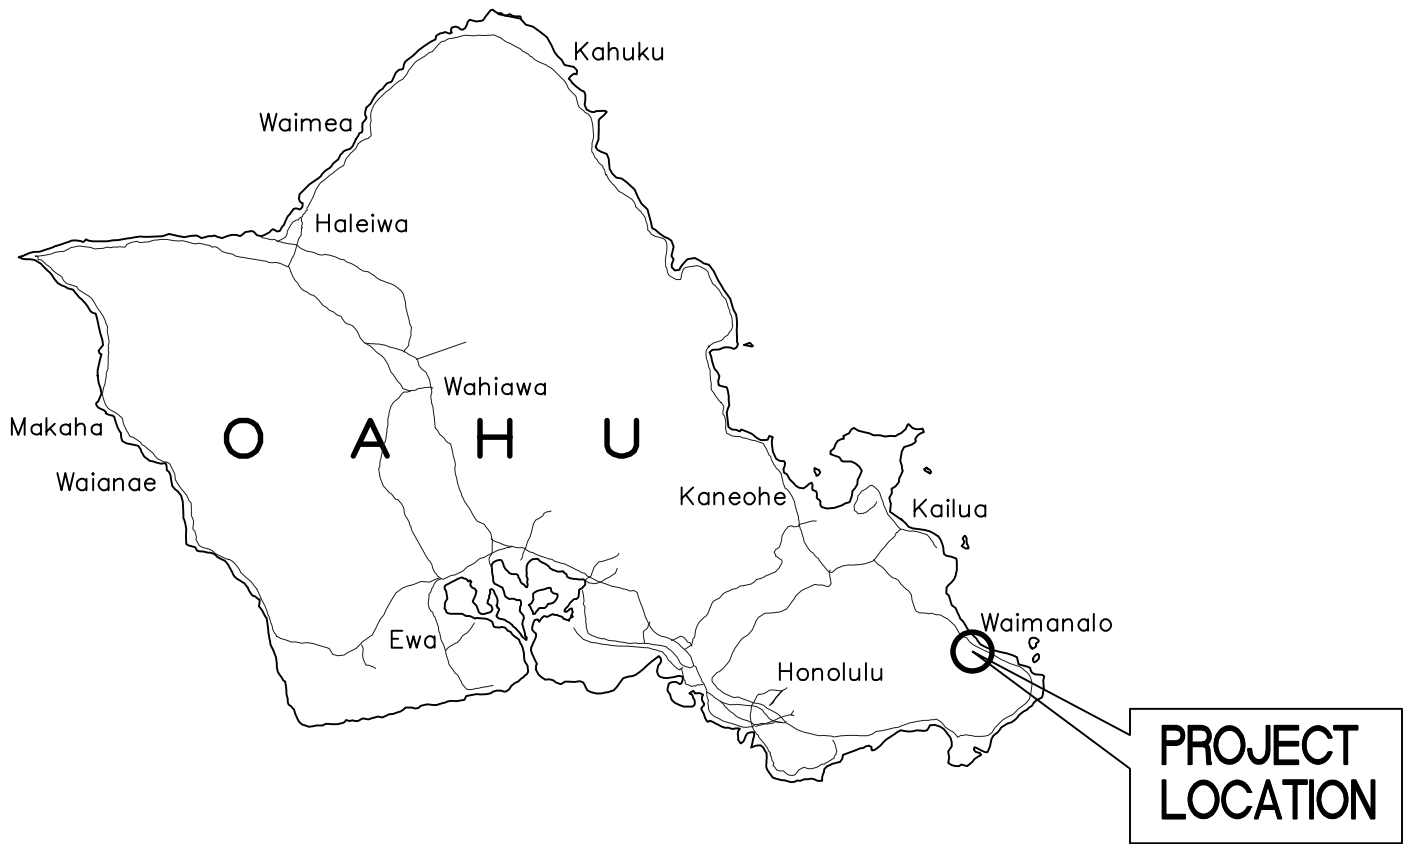 Kahuku
Waimea
Haleiwa
Wahiawa
Makaha
O A H U
Waianae
Kaneohe
Kailua
Waimanalo
Ewa
Honolulu
PROJECT
LOCATION